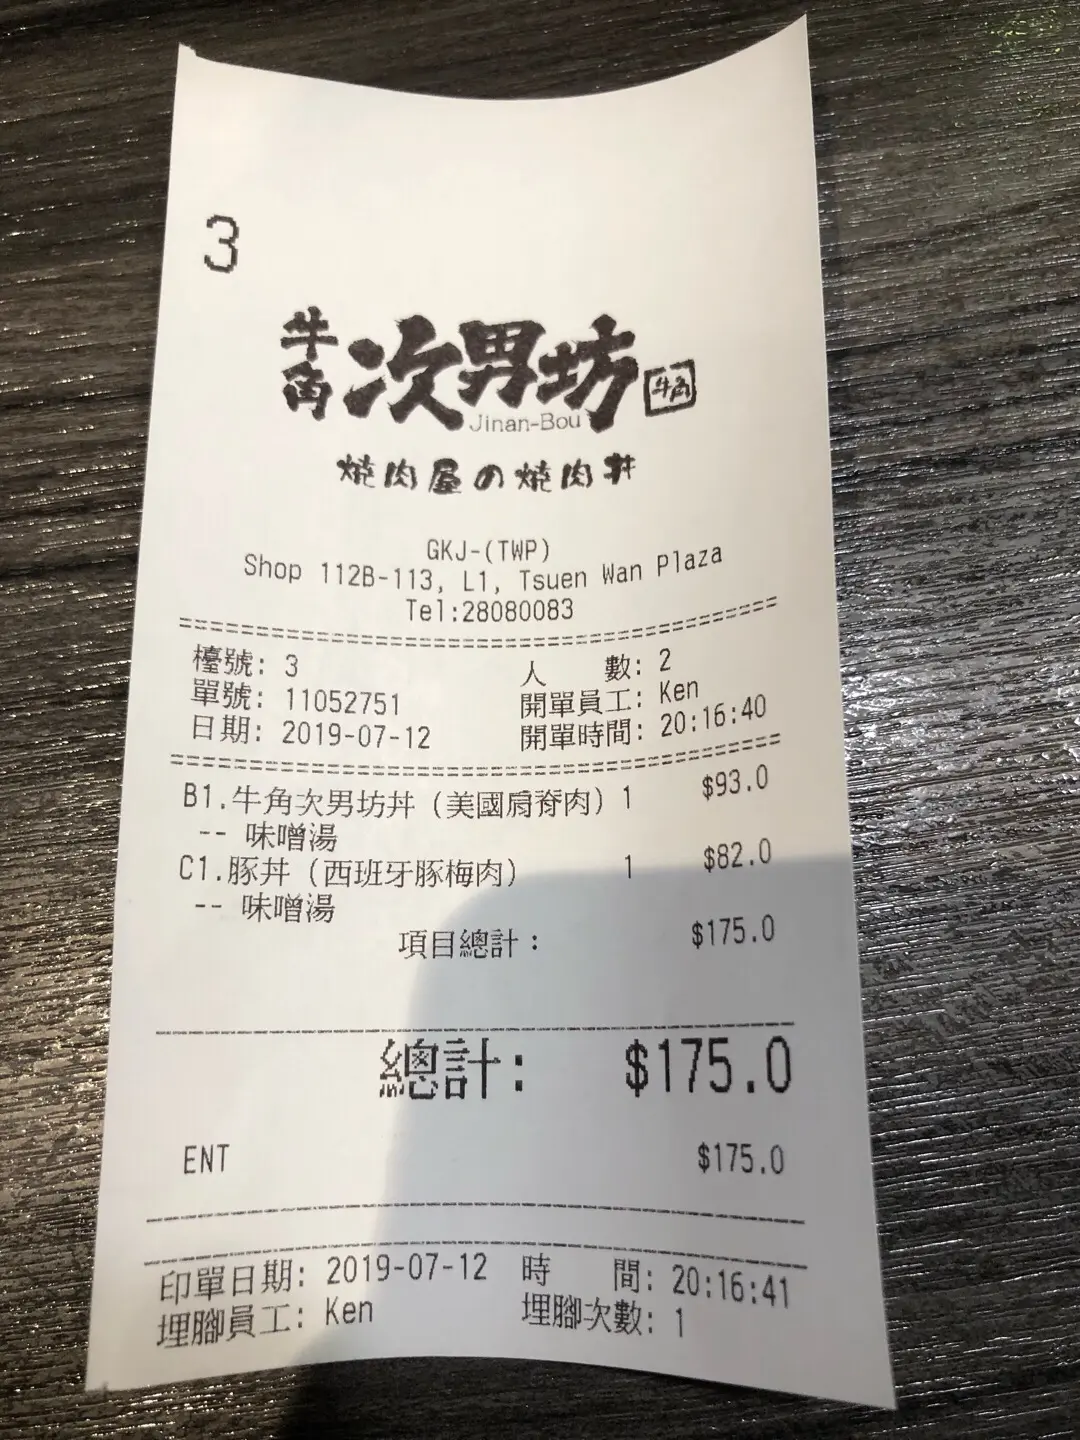 3
牛角 次男坊 牛角
Jinan-Bou
焼肉屋の焼肉丼
GKJ-(TWP)
Shop 112B-113, L1, Tsuen Wan Plaza
Tel:28080083
檯號: 3 人 數: 2
單號: 11052751 開單員工: Ken
日期: 2019-07-12 開單時間: 20:16:40
B1.牛角次男坊丼 (美國肩脊肉) 1 $93.0
-- 味噌湯
C1.豚丼 (西班牙豚梅肉) 1 $82.0
-- 味噌湯
項目總計： $175.0
總計: $175.0
ENT $175.0
印單日期: 2019-07-12 時 間: 20:16:41
埋腳員工: Ken 埋腳次數: 1